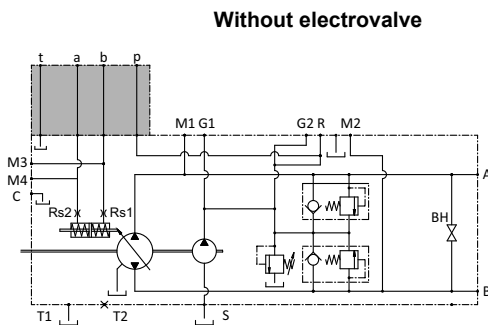 Without electrovalve
t a b p
M1 G1 G2 R M2
M3
M4
C
A
Rs2 Rs1
BH
B
T1 T2 S